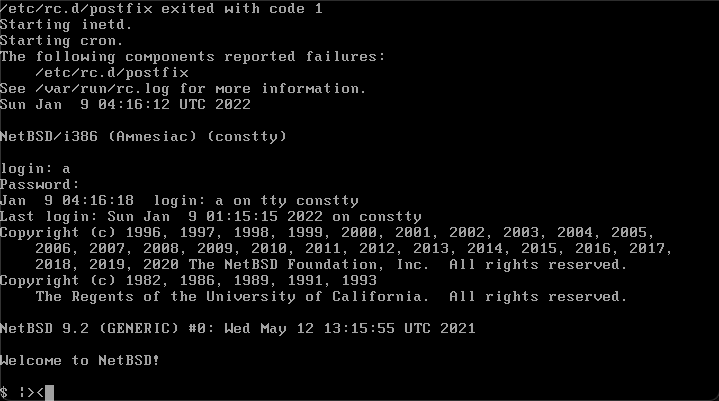 /etc/rc.d/postfix exited with code 1
Starting inetd.
Starting cron.
The following components reported failures:
    /etc/rc.d/postfix
See /var/run/rc.log for more information.
Sun Jan  9 04:16:12 UTC 2022

NetBSD/i386 (Amnesiac) (constty)

login: a
Password:
Jan  9 04:16:18  login: a on tty constty
Last login: Sun Jan  9 01:15:15 2022 on constty
Copyright (c) 1996, 1997, 1998, 1999, 2000, 2001, 2002, 2003, 2004, 2005,
    2006, 2007, 2008, 2009, 2010, 2011, 2012, 2013, 2014, 2015, 2016, 2017,
    2018, 2019, 2020 The NetBSD Foundation, Inc.  All rights reserved.
Copyright (c) 1982, 1986, 1989, 1991, 1993
    The Regents of the University of California.  All rights reserved.

NetBSD 9.2 (GENERIC) #0: Wed May 12 13:15:55 UTC 2021

Welcome to NetBSD!

$ |><